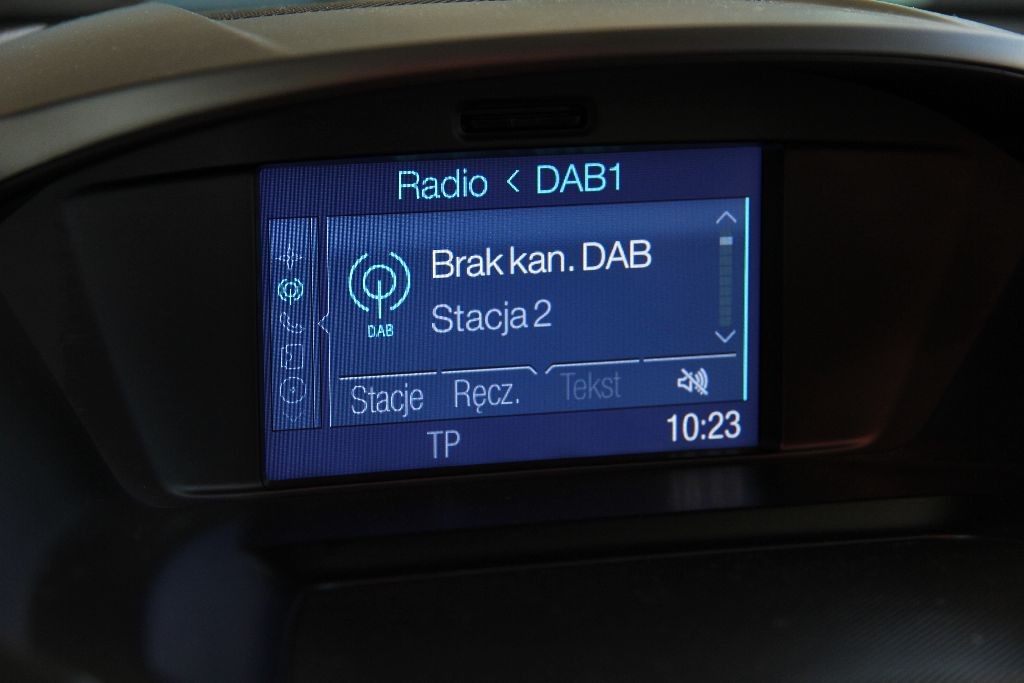 Radio < DAB1
Brak kan. DAB
DAB
Stacja 2
Stacje Ręcz. Tekst
TP 10:23